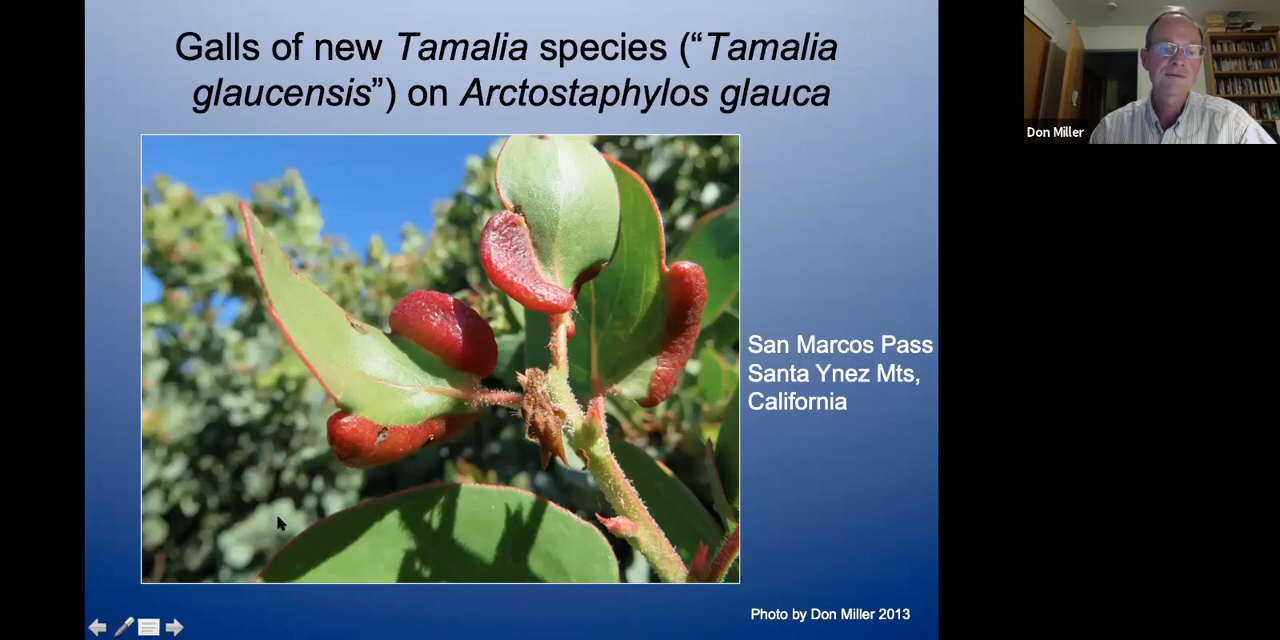 Galls of new Tamalia species (“Tamalia
glaucensis”) on Arctostaphylos glauca
Don Miller
San Marcos Pass
Santa Ynez Mts,
California
Photo by Don Miller 2013